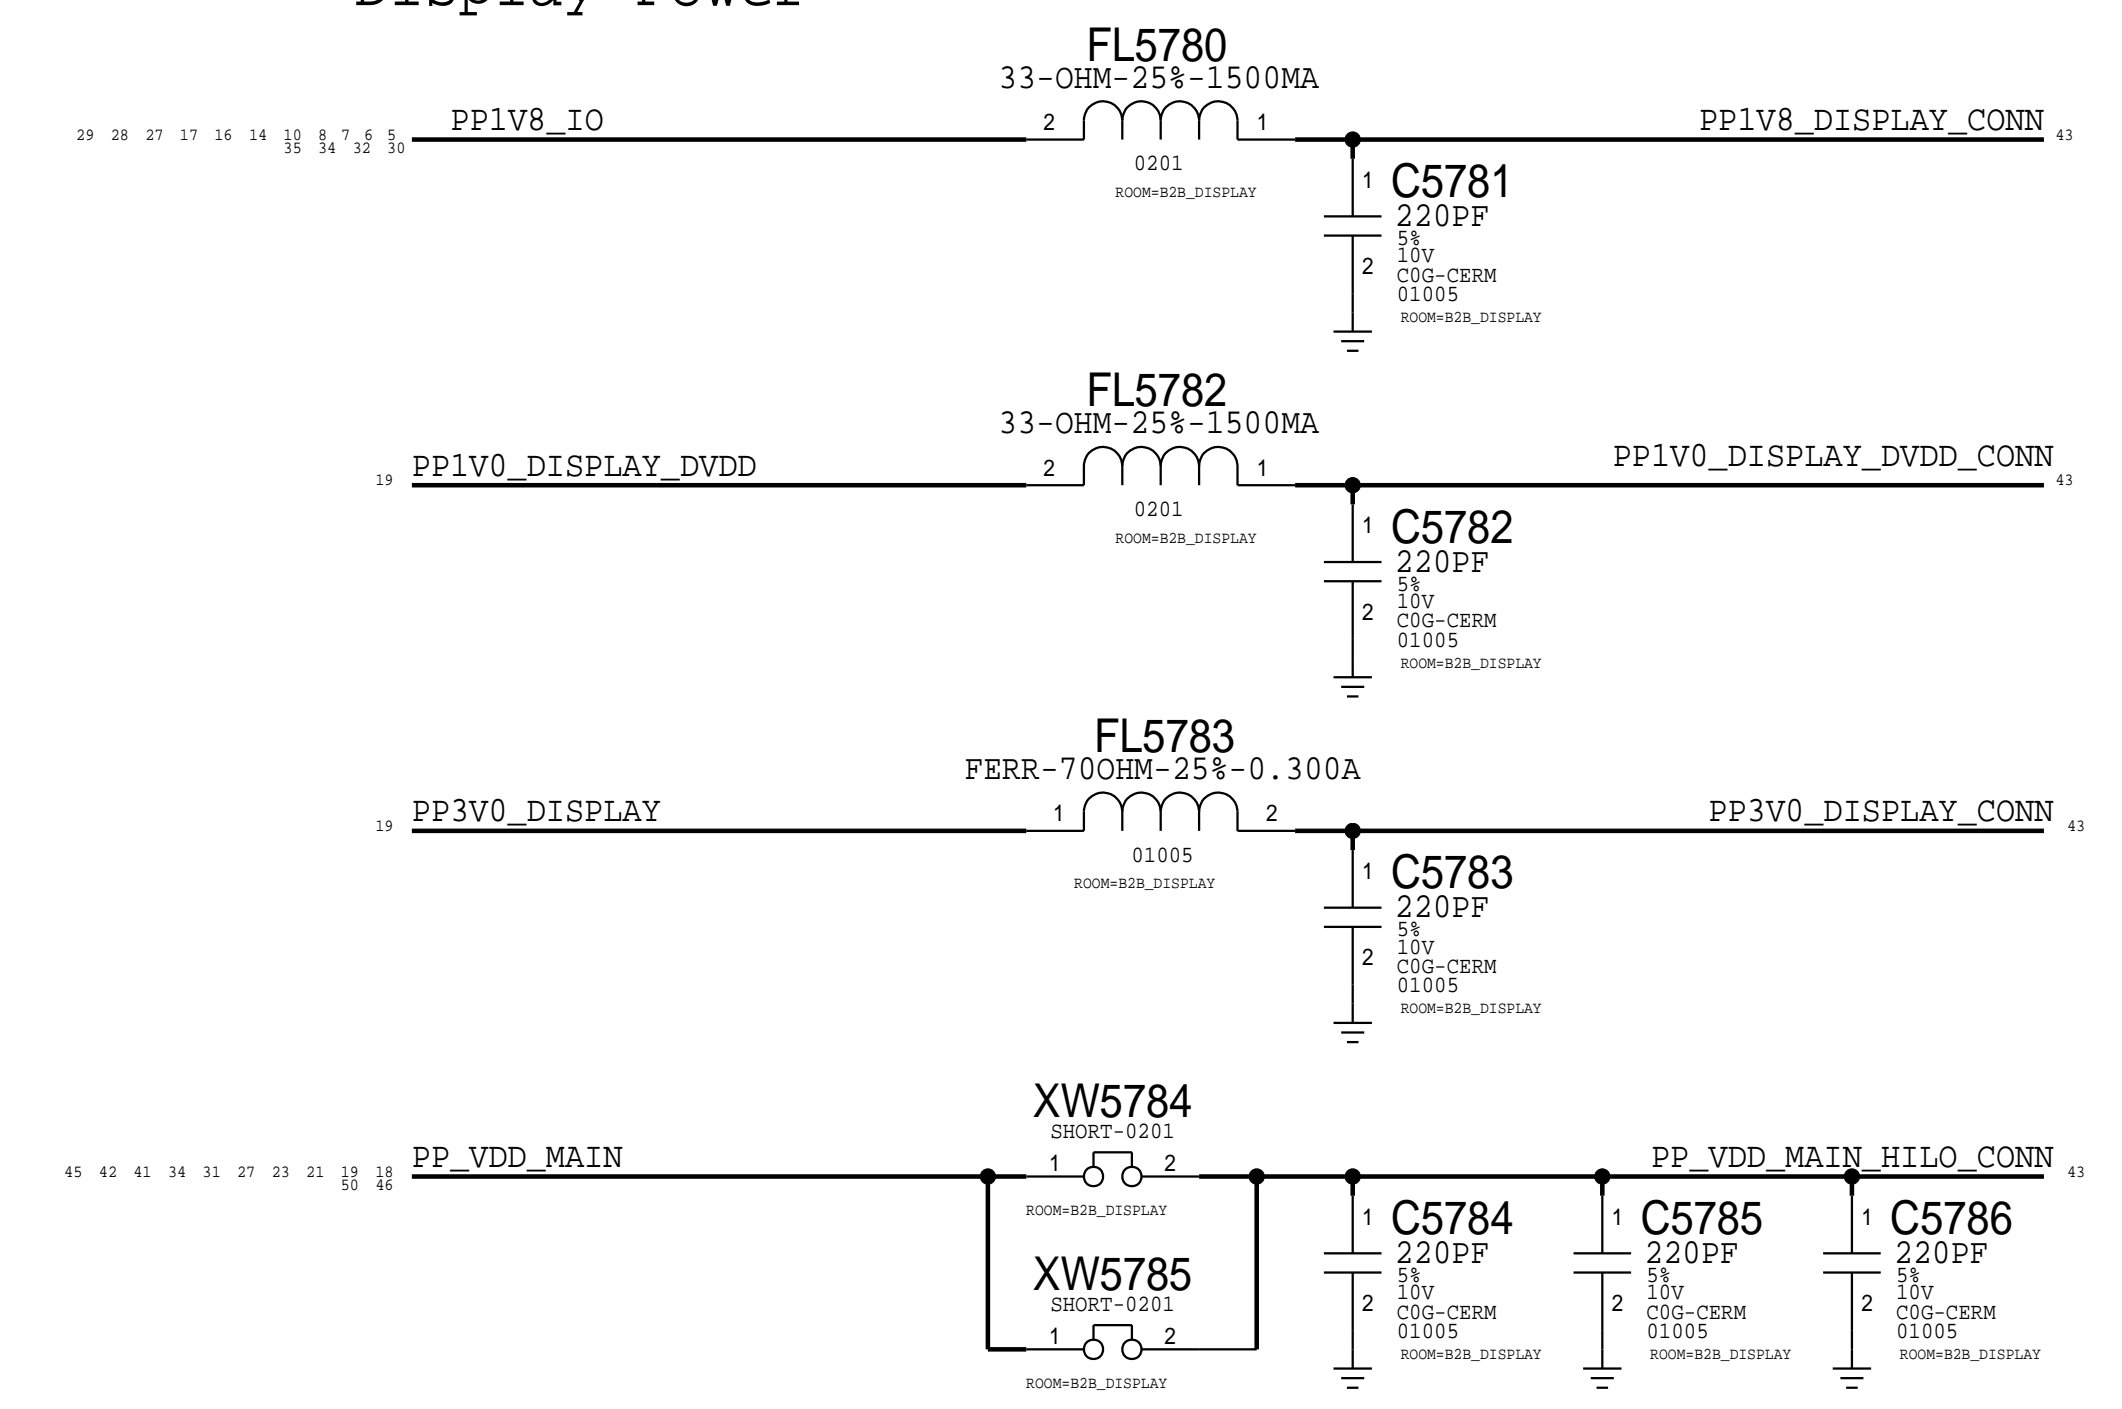 Display Power
FL5780
33-OHM-25%-1500MA
29 28 27 17 16 14 10 8 7 6 5
35 34 32 30
PP1V8_IO
2
1
PP1V8_DISPLAY_CONN
43
0201
ROOM=B2B_DISPLAY
1
C5781
220PF
5%
10V
2
C0G-CERM
01005
ROOM=B2B_DISPLAY
FL5782
33-OHM-25%-1500MA
19
PP1V0_DISPLAY_DVDD
2
1
PP1V0_DISPLAY_DVDD_CONN
43
0201
ROOM=B2B_DISPLAY
1
C5782
220PF
5%
10V
2
C0G-CERM
01005
ROOM=B2B_DISPLAY
FL5783
FERR-70OHM-25%-0.300A
19
PP3V0_DISPLAY
1
2
PP3V0_DISPLAY_CONN
43
01005
ROOM=B2B_DISPLAY
1
C5783
220PF
5%
10V
2
C0G-CERM
01005
ROOM=B2B_DISPLAY
XW5784
SHORT-0201
45 42 41 34 31 27 23 21 19 18
50 46
PP_VDD_MAIN
1
2
PP_VDD_MAIN_HILO_CONN
43
ROOM=B2B_DISPLAY
XW5785
SHORT-0201
1
2
ROOM=B2B_DISPLAY
1
C5784
220PF
5%
10V
2
C0G-CERM
01005
ROOM=B2B_DISPLAY
1
C5785
220PF
5%
10V
2
C0G-CERM
01005
ROOM=B2B_DISPLAY
1
C5786
220PF
5%
10V
2
C0G-CERM
01005
ROOM=B2B_DISPLAY